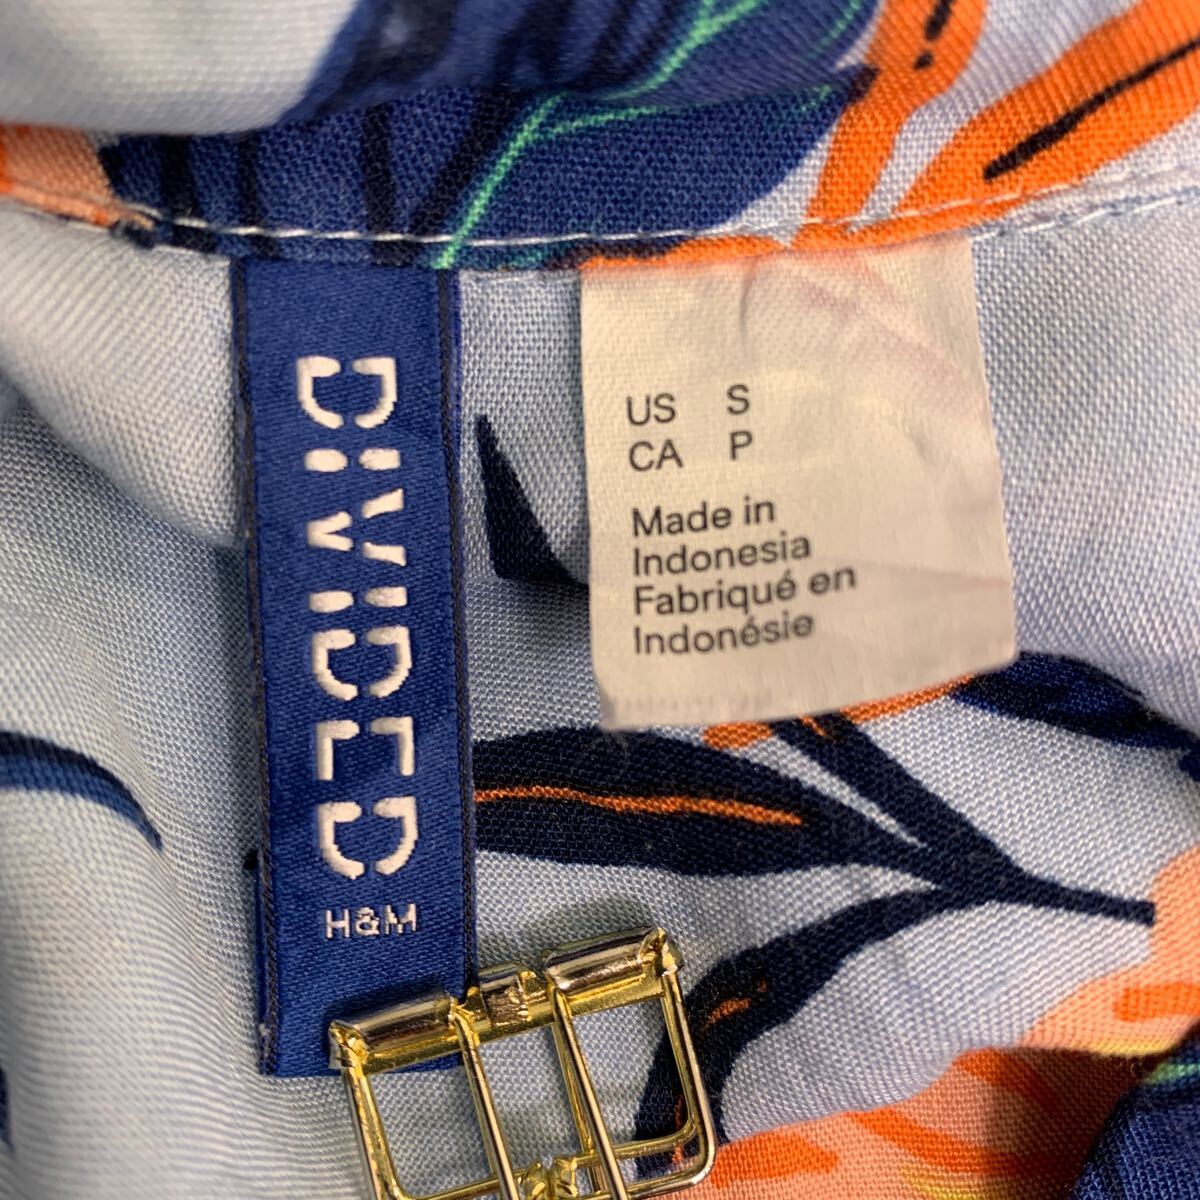 DIVIDED
H&M
US S
CA P
Made in
Indonesia
Fabriqué en
Indonésie